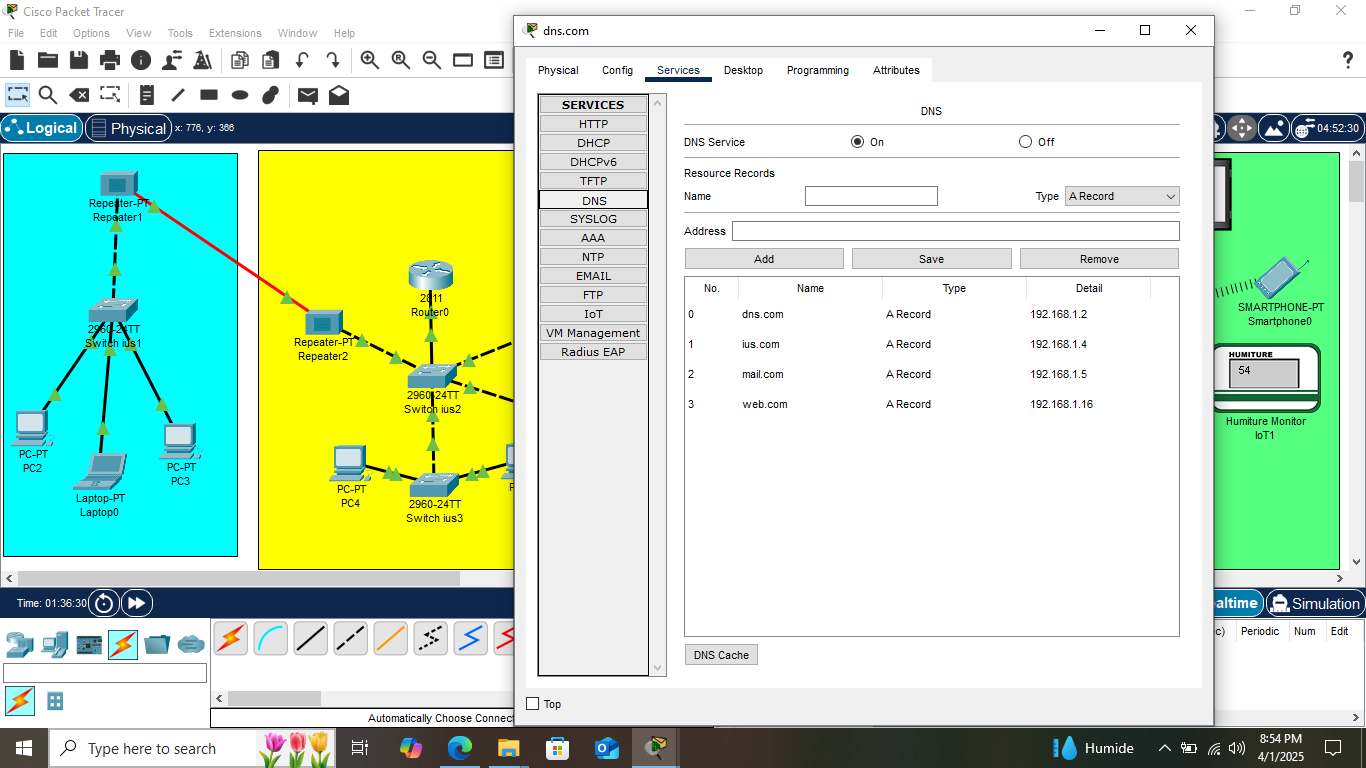 Cisco Packet Tracer
File Edit Options View Tools Extensions Window Help
Logical
Physical
x: 776, y: 366
04:52:30
Repeater-PT
Repeater1
2960-24TT
Switch ius1
PC-PT
PC2
Laptop-PT
Laptop0
PC-PT
PC3
2811
Router0
Repeater-PT
Repeater2
2960-24TT
Switch ius2
PC-PT
PC4
2960-24TT
Switch ius3
dns.com
Physical Config Services Desktop Programming Attributes
SERVICES
HTTP
DHCP
DHCPv6
TFTP
DNS
SYSLOG
AAA
NTP
EMAIL
FTP
IoT
VM Management
Radius EAP
DNS
DNS Service On Off
Resource Records
Name Type A Record
Address
Add Save Remove
No. Name Type Detail
0 dns.com A Record 192.168.1.2
1 ius.com A Record 192.168.1.4
2 mail.com A Record 192.168.1.5
3 web.com A Record 192.168.1.16
DNS Cache
Top
SMARTPHONE-PT
Smartphone0
HUMITURE
54
Humiture Monitor
IoT1
Time: 01:36:30
altime
Simulation
c) Periodic Num Edit
Automatically Choose Connect
Type here to search
Humide
8:54 PM
4/1/2025